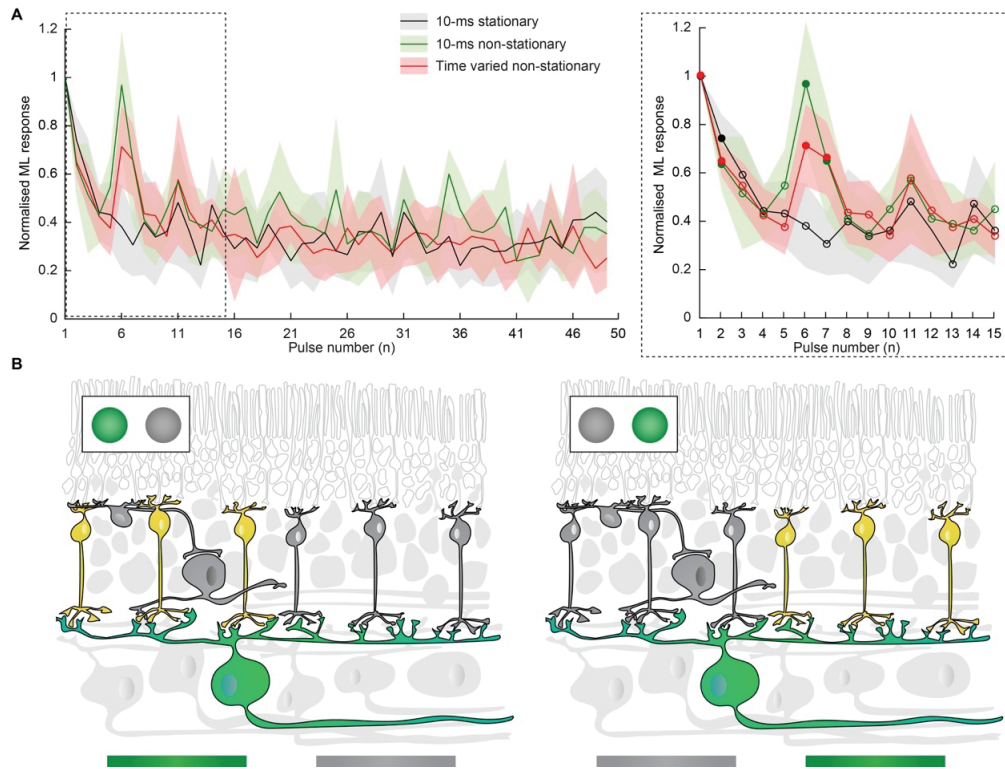 A
10-ms stationary
10-ms non-stationary
Time varied non-stationary
Normalised ML response
1.2
1
0.8
0.6
0.4
0.2
0
1 6 11 16 21 26 31 36 41 46 50
Pulse number (n)
Normalised ML response
1.2
1
0.8
0.6
0.4
0.2
0
1 2 3 4 5 6 7 8 9 10 11 12 13 14 15
Pulse number (n)
B